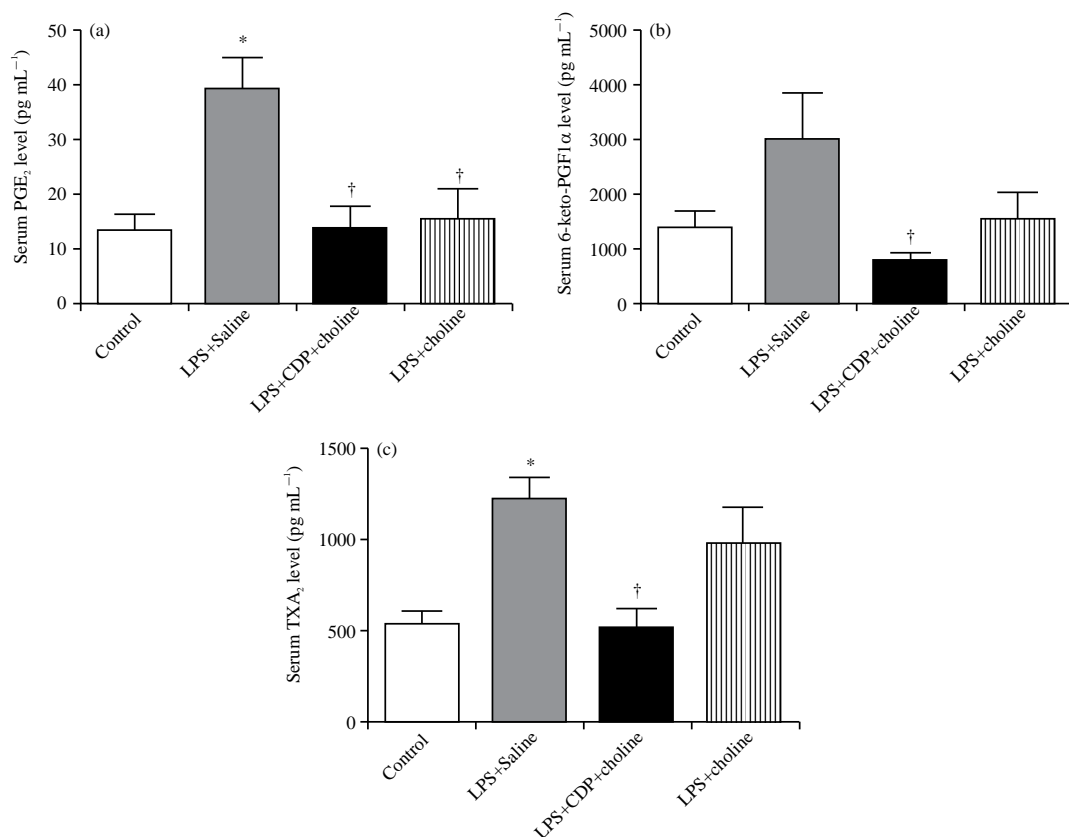 (a)
Serum PGE₂ level (pg mL⁻¹)
50
40
30
20
10
0
*
†
†
Control
LPS+Saline
LPS+CDP+choline
LPS+choline
(b)
Serum 6-keto-PGF1α level (pg mL⁻¹)
5000
4000
3000
2000
1000
0
†
Control
LPS+Saline
LPS+CDP+choline
LPS+choline
(c)
Serum TXA₂ level (pg mL⁻¹)
1500
1000
500
0
*
†
Control
LPS+Saline
LPS+CDP+choline
LPS+choline